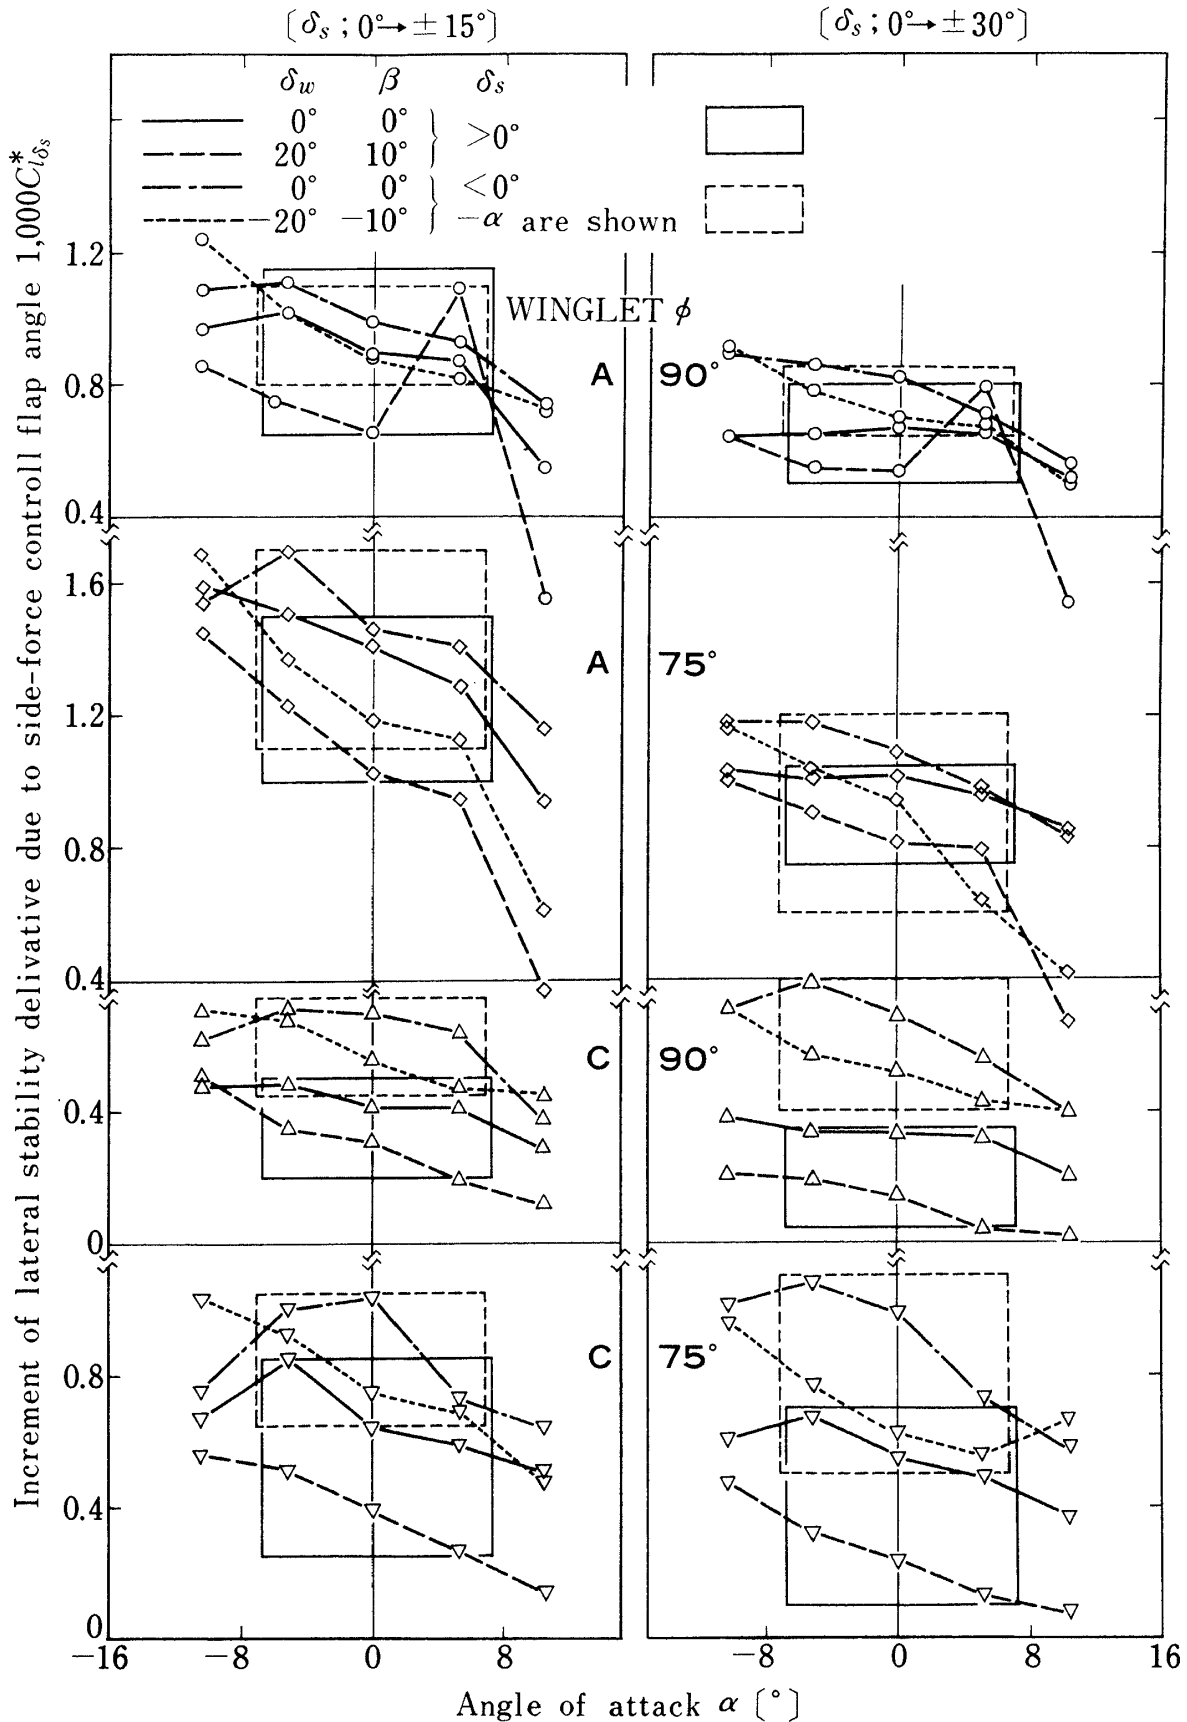 [δs ; 0°→±15°]
[δs ; 0°→±30°]
δw β δs
0° 0° } >0°
20° 10°
0° 0° } <0°
−20° −10° −α are shown
Increment of lateral stability delivative due to side-force controll flap angle 1,000C*lδs
WINGLET φ
1.2
0.8
0.4
A 90°
1.6
1.2
0.8
0.4
A 75°
0.4
0
C 90°
0.8
0.4
0
C 75°
−16 −8 0 8 −8 0 8 16
Angle of attack α [°]